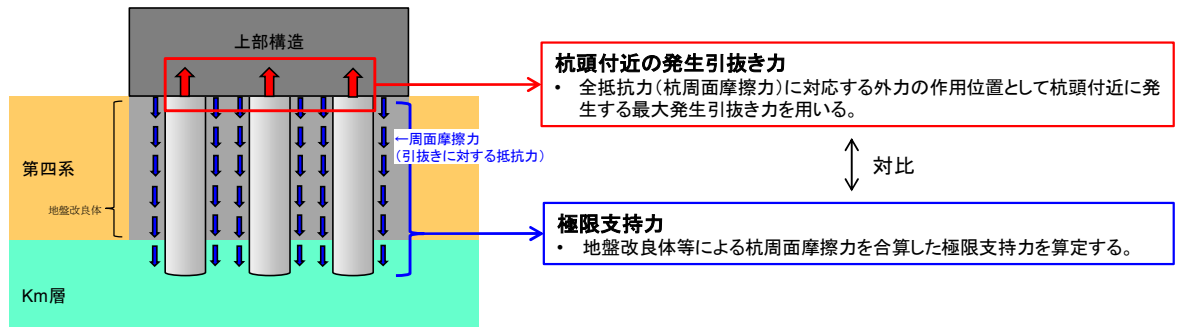 上部構造
第四系
地盤改良体
Km層
←周面摩擦力
(引抜きに対する抵抗力)
杭頭付近の発生引抜き力
・ 全抵抗力(杭周面摩擦力)に対応する外力の作用位置として杭頭付近に発
生する最大発生引抜き力を用いる。
対比
極限支持力
・ 地盤改良体等による杭周面摩擦力を合算した極限支持力を算定する。